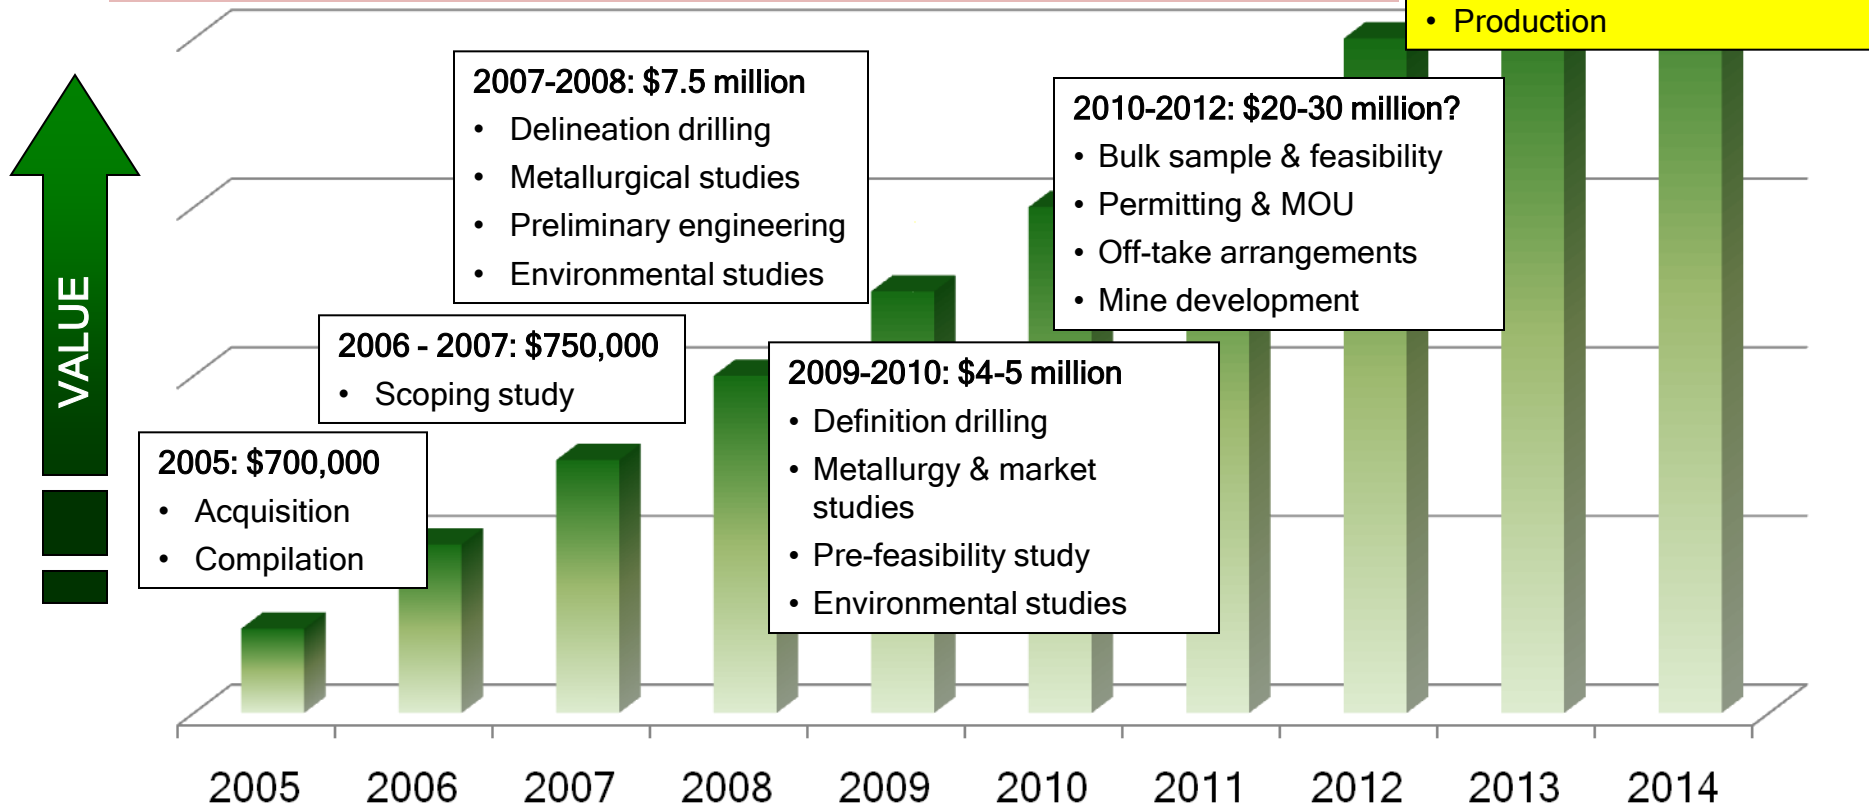 • Production
2007-2008: $7.5 million
• Delineation drilling
• Metallurgical studies
• Preliminary engineering
• Environmental studies
2010-2012: $20-30 million?
• Bulk sample & feasibility
• Permitting & MOU
• Off-take arrangements
• Mine development
VALUE
2006 - 2007: $750,000
• Scoping study
2009-2010: $4-5 million
• Definition drilling
• Metallurgy & market
studies
• Pre-feasibility study
• Environmental studies
2005: $700,000
• Acquisition
• Compilation
2005 2006 2007 2008 2009 2010 2011 2012 2013 2014